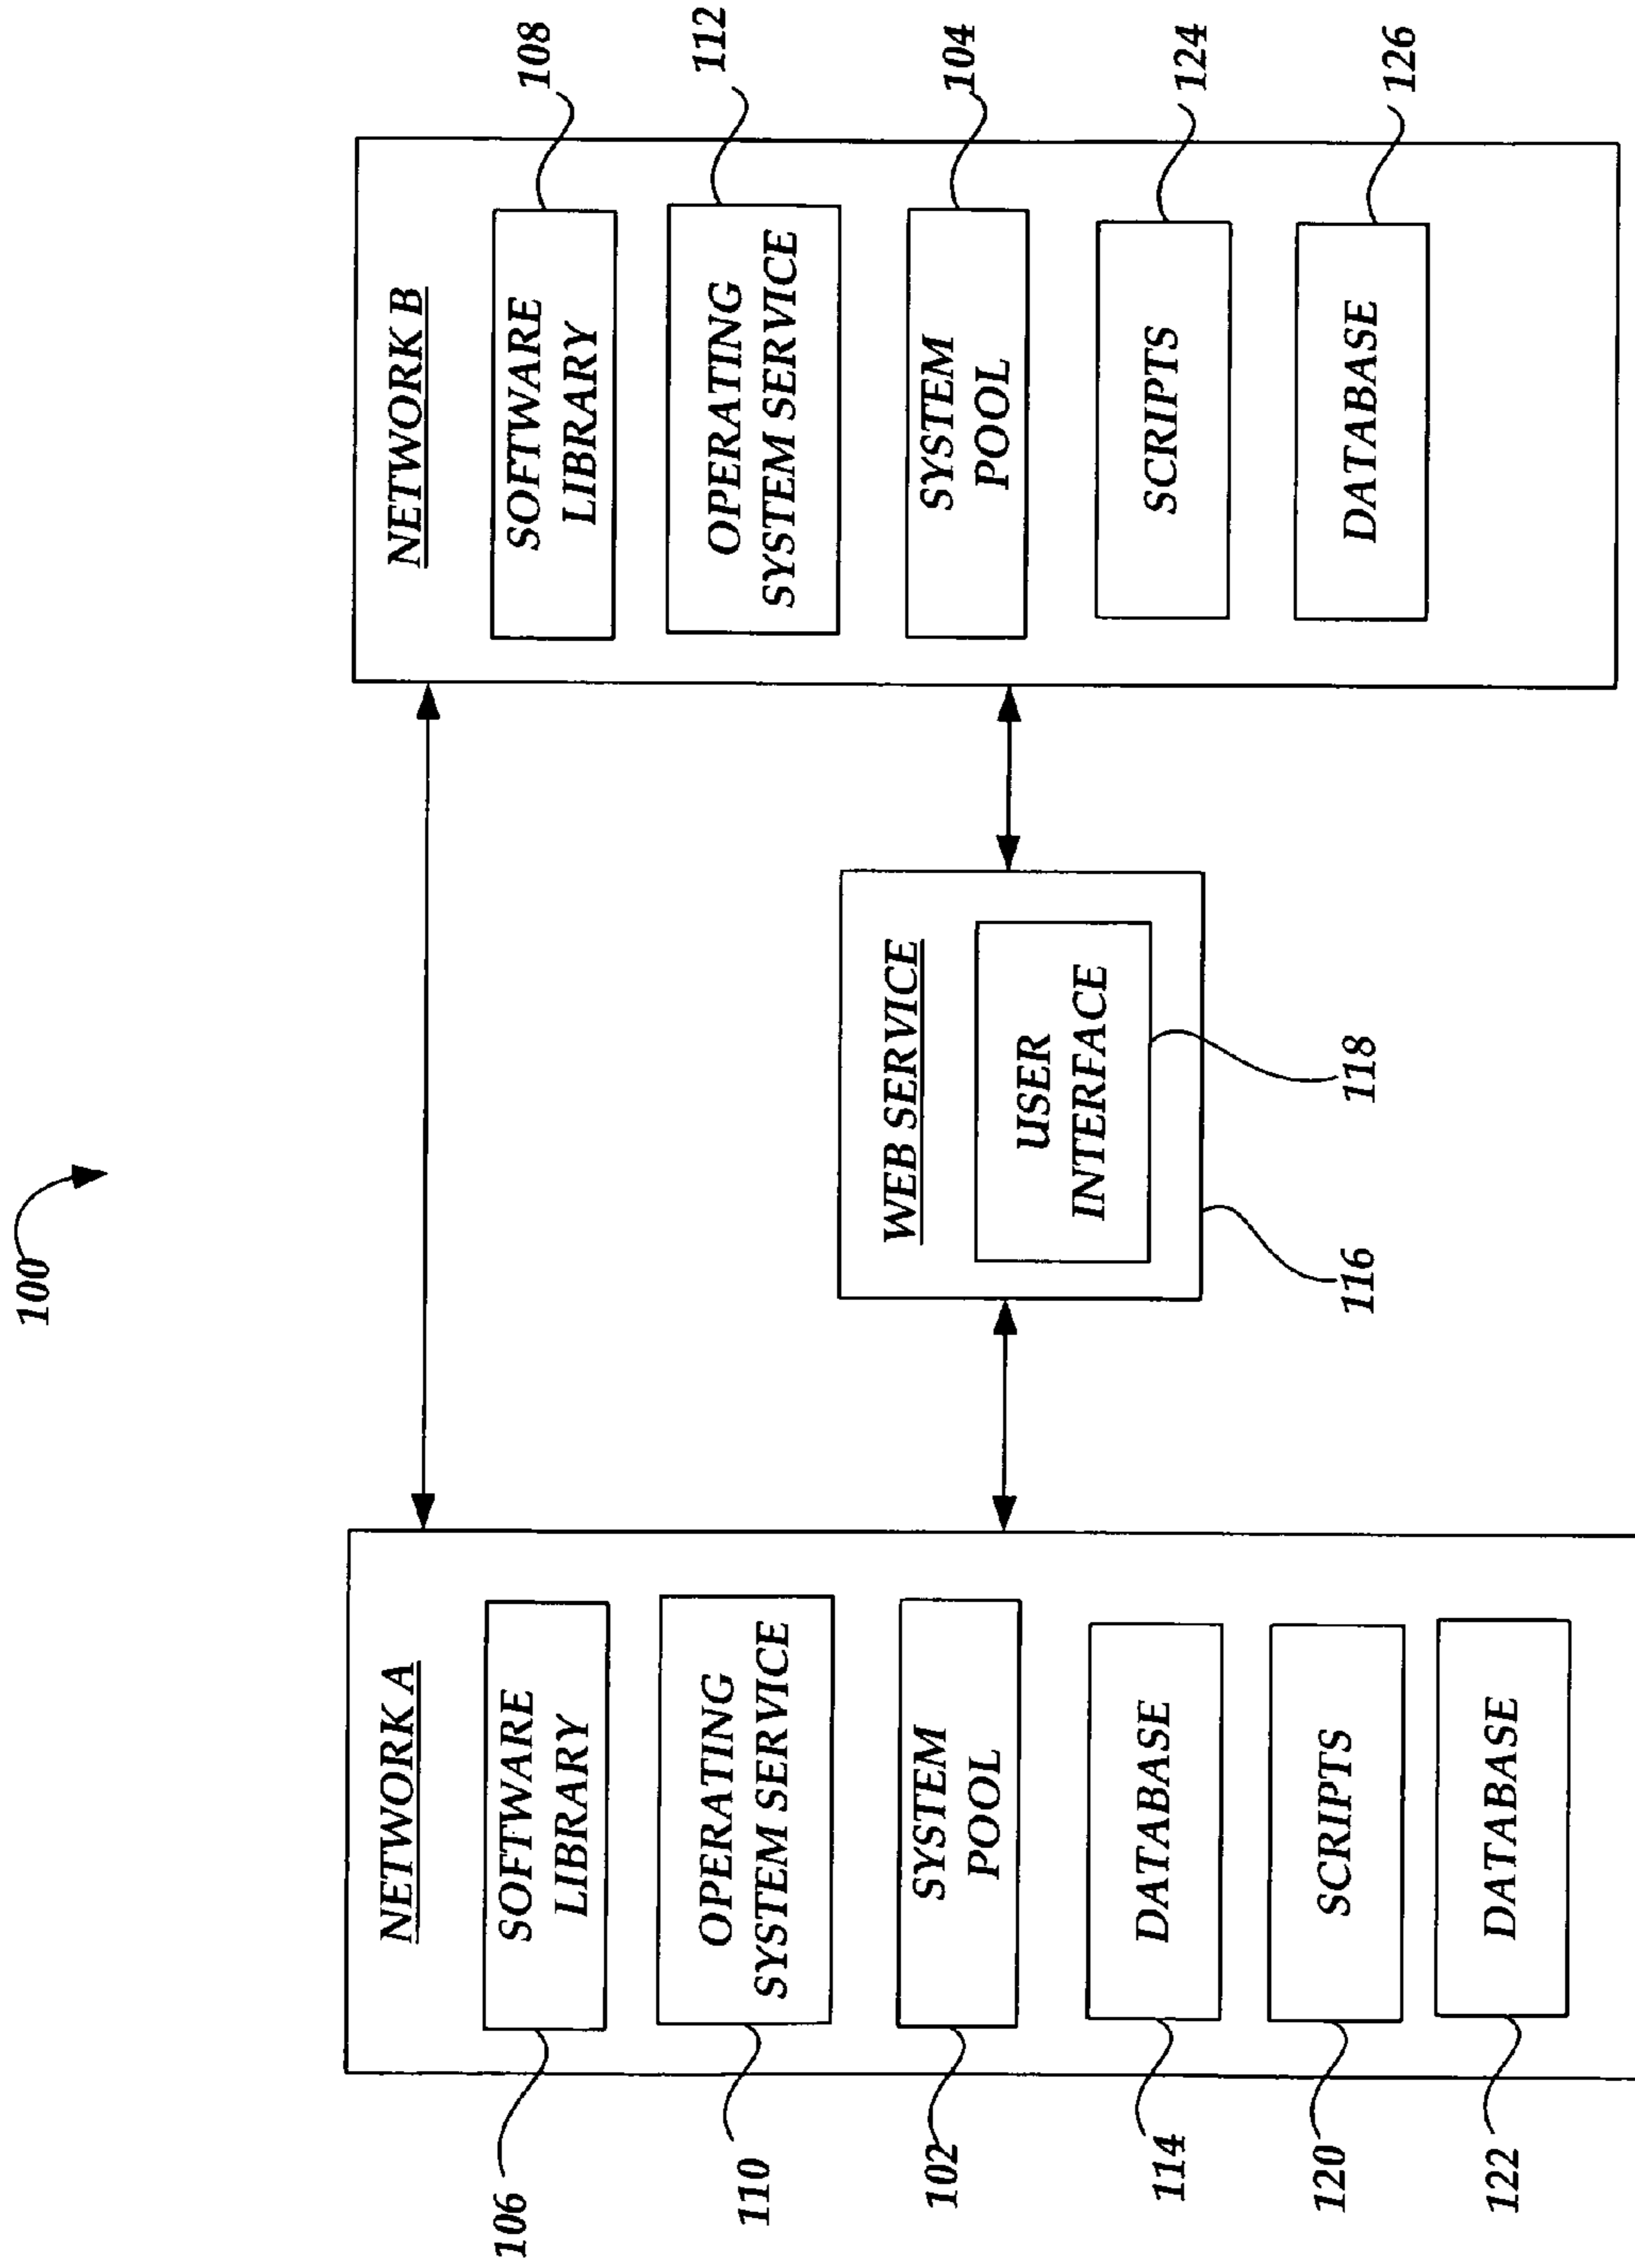 100
NETWORK A
SOFTWARE
LIBRARY
106
OPERATING
SYSTEM SERVICE
110
SYSTEM
POOL
102
DATABASE
114
SCRIPTS
120
DATABASE
122
WEB SERVICE
USER
INTERFACE
118
116
NETWORK B
SOFTWARE
LIBRARY
108
OPERATING
SYSTEM SERVICE
112
SYSTEM
POOL
104
SCRIPTS
124
DATABASE
126